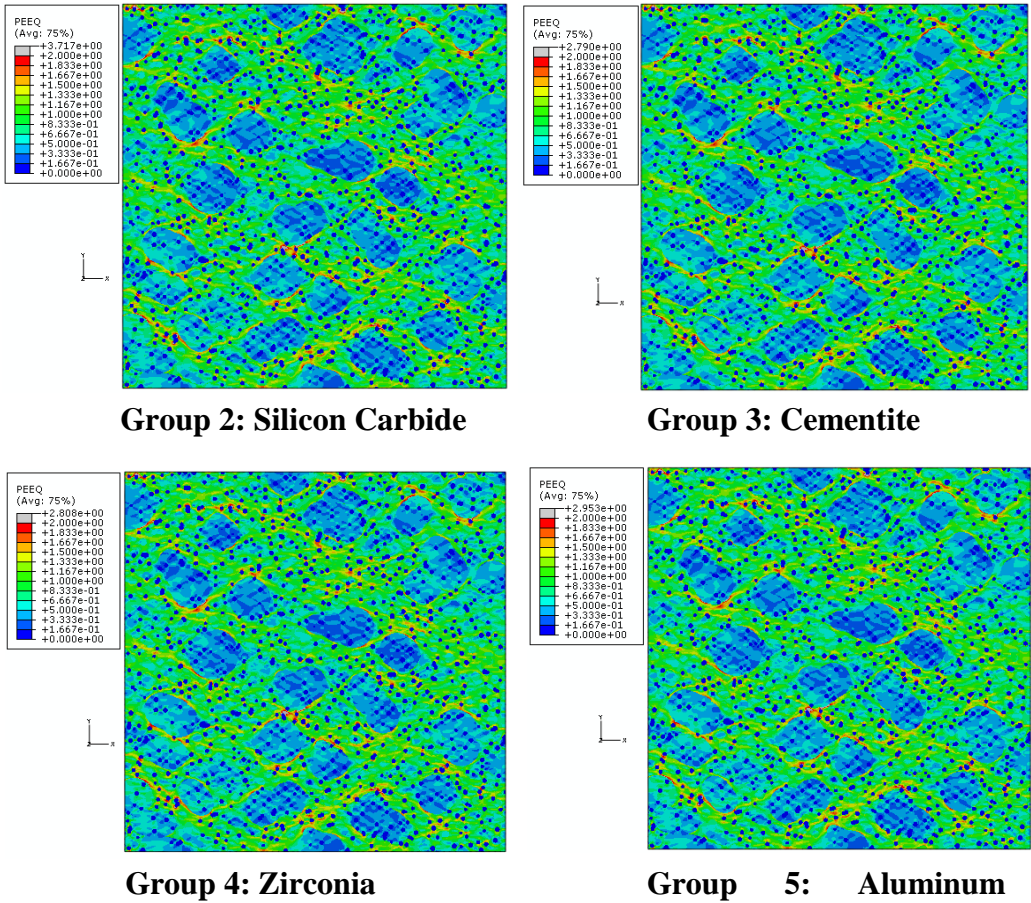 PEEQ
(Avg: 75%)
+3.717e+00
+2.000e+00
+1.833e+00
+1.667e+00
+1.500e+00
+1.333e+00
+1.167e+00
+1.000e+00
+8.333e-01
+6.667e-01
+5.000e-01
+3.333e-01
+1.667e-01
+0.000e+00
Y
Z X
Group 2: Silicon Carbide
PEEQ
(Avg: 75%)
+2.790e+00
+2.000e+00
+1.833e+00
+1.667e+00
+1.500e+00
+1.333e+00
+1.167e+00
+1.000e+00
+8.333e-01
+6.667e-01
+5.000e-01
+3.333e-01
+1.667e-01
+0.000e+00
Y
Z X
Group 3: Cementite
PEEQ
(Avg: 75%)
+2.808e+00
+2.000e+00
+1.833e+00
+1.667e+00
+1.500e+00
+1.333e+00
+1.167e+00
+1.000e+00
+8.333e-01
+6.667e-01
+5.000e-01
+3.333e-01
+1.667e-01
+0.000e+00
Y
Z X
Group 4: Zirconia
PEEQ
(Avg: 75%)
+2.953e+00
+2.000e+00
+1.833e+00
+1.667e+00
+1.500e+00
+1.333e+00
+1.167e+00
+1.000e+00
+8.333e-01
+6.667e-01
+5.000e-01
+3.333e-01
+1.667e-01
+0.000e+00
Y
Z X
Group 5: Aluminum